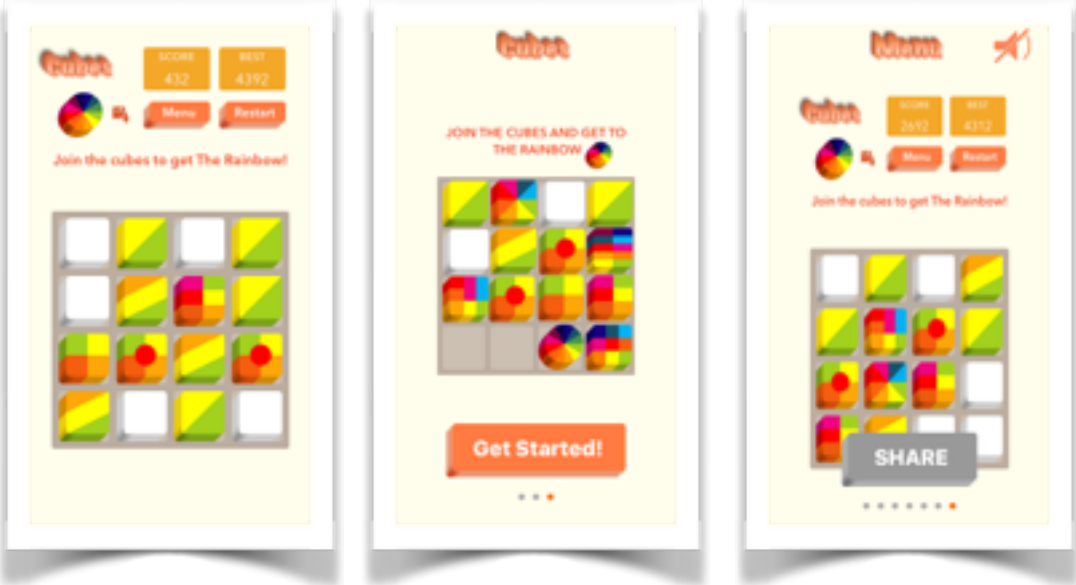 Cubes
SCORE
432
BEST
4392
Menu
Restart
Join the cubes to get The Rainbow!
Cubes
JOIN THE CUBES AND GET TO
THE RAINBOW
Get Started!
Menu
Cubes
SCORE
2692
BEST
4312
Menu
Restart
Join the cubes to get The Rainbow!
SHARE